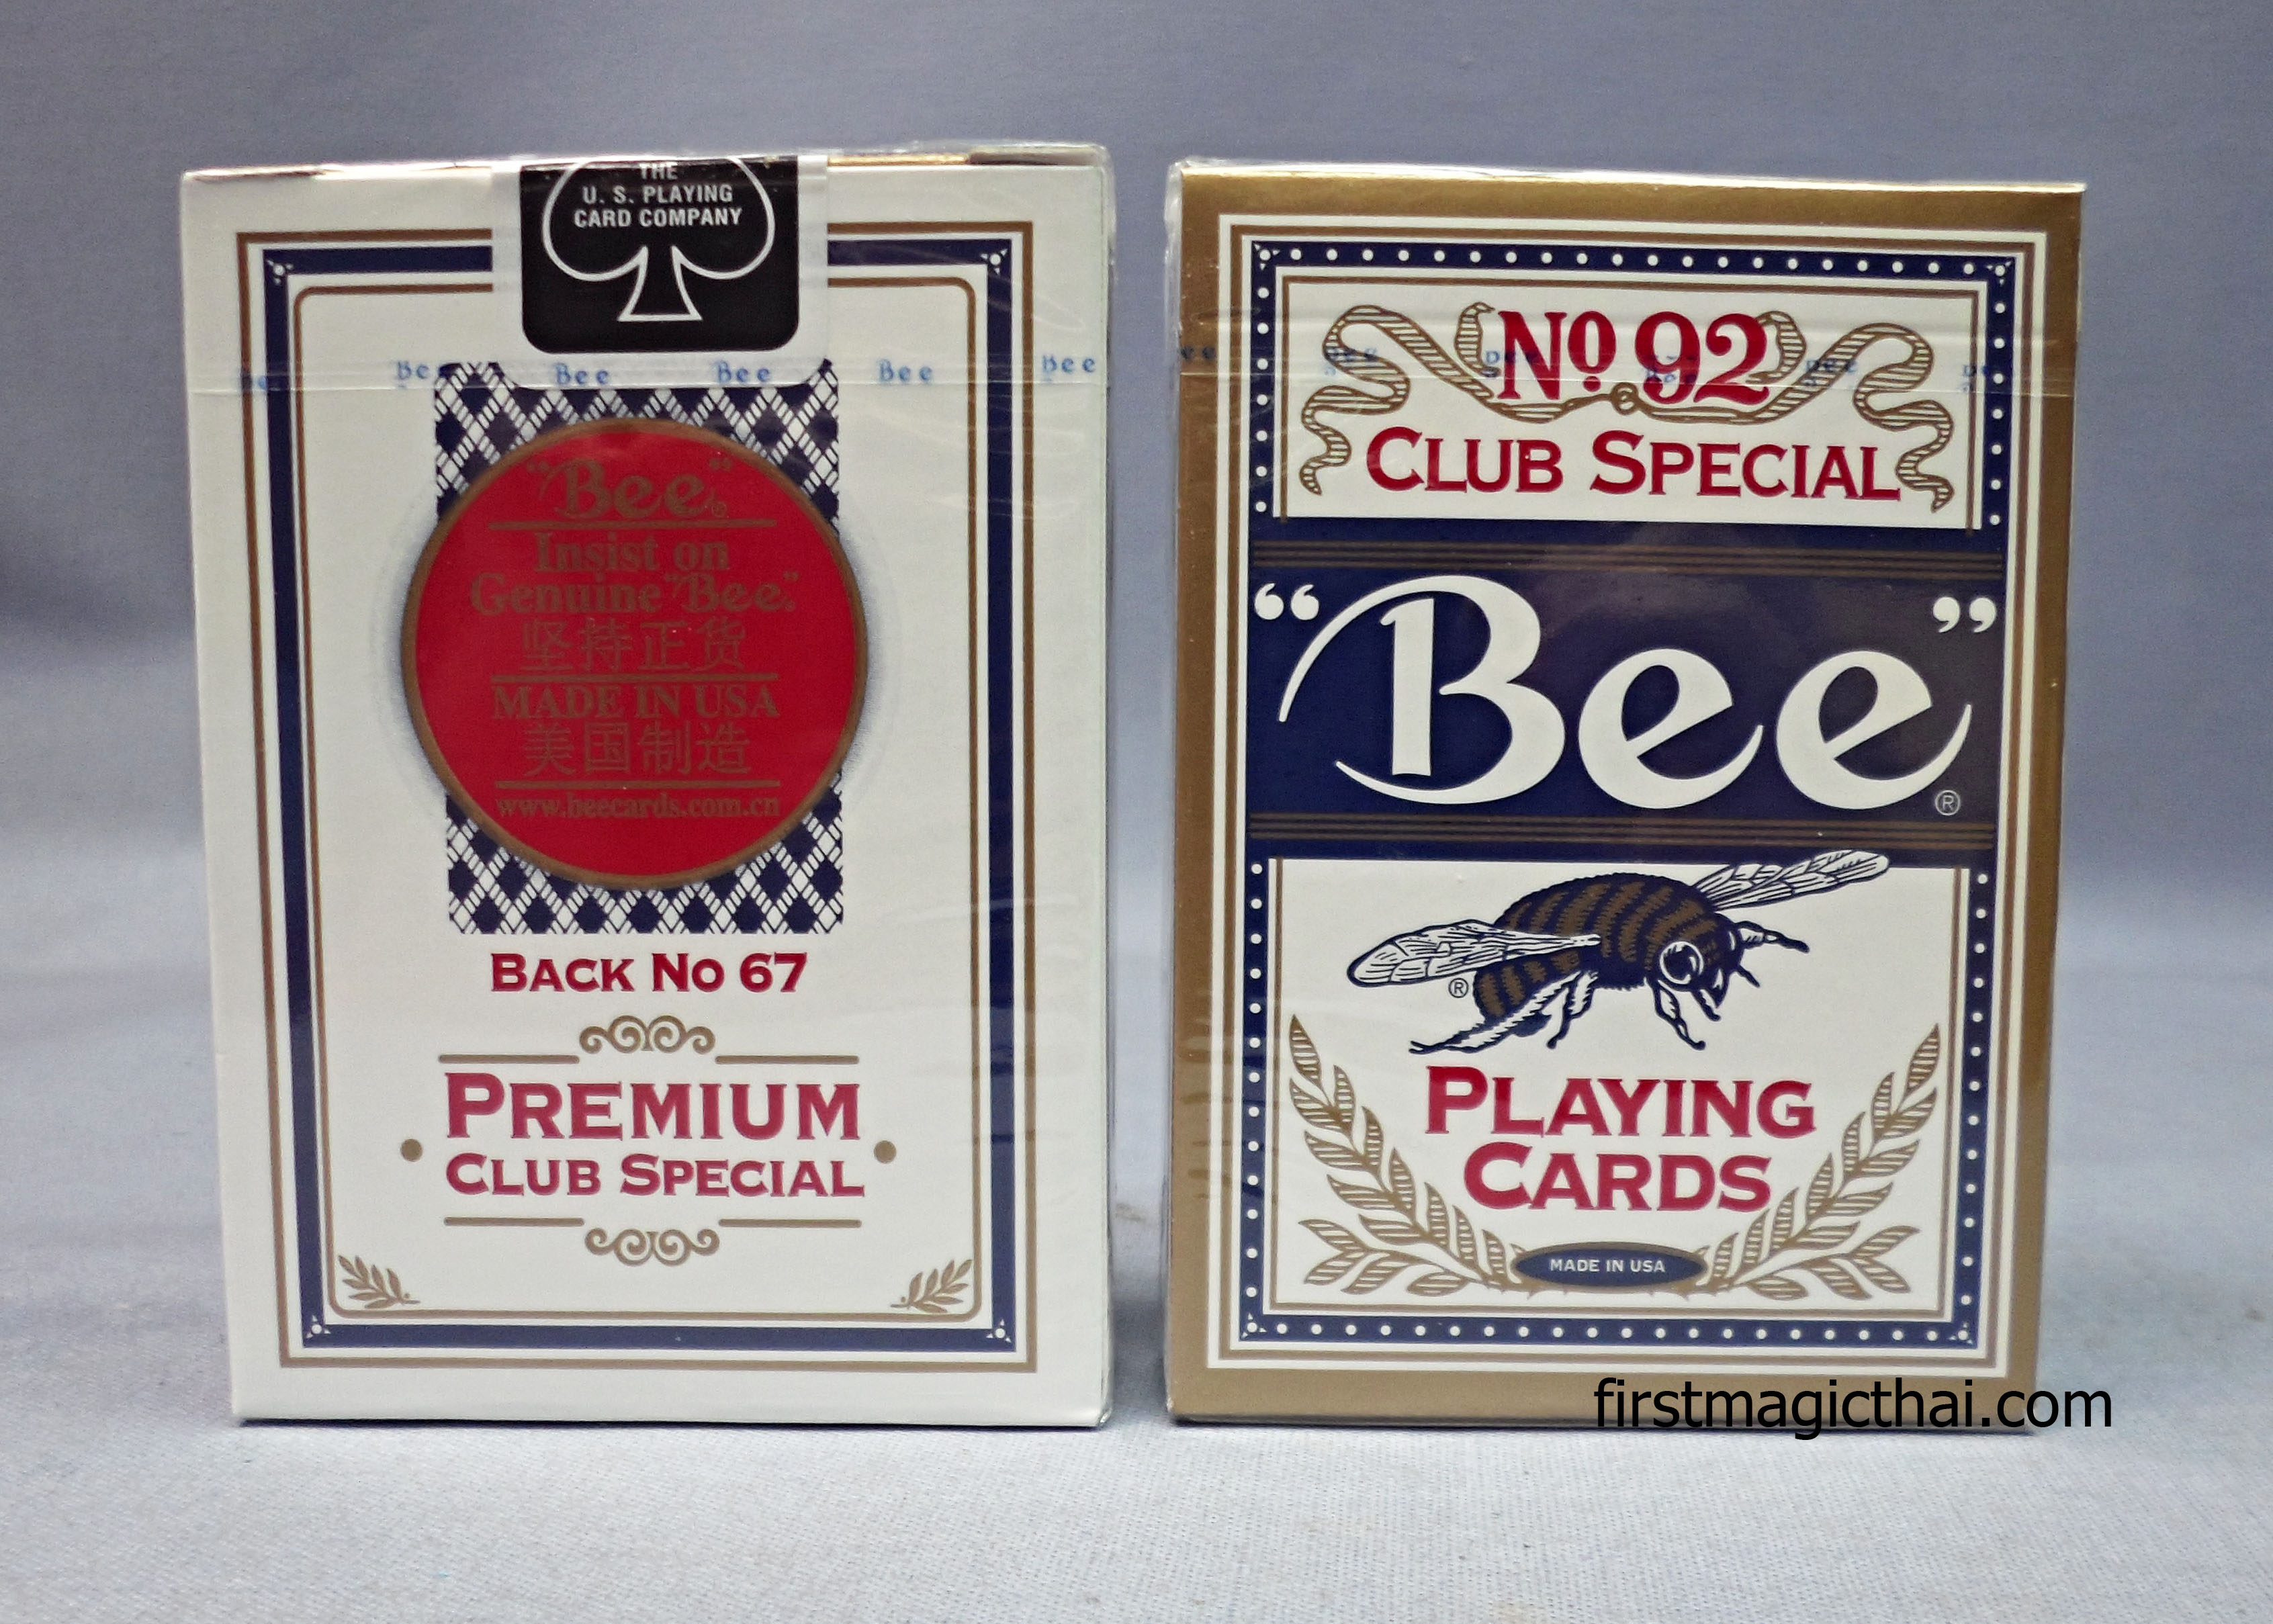 THE
U. S. PLAYING
CARD COMPANY
Bee Bee Bee Bee Bee
"Bee"®
Insist on
Genuine "Bee."
坚持正货
MADE IN USA
美国制造
www.beecards.com.cn
BACK NO 67
PREMIUM
CLUB SPECIAL
No 92
CLUB SPECIAL
"Bee"®
®
PLAYING
CARDS
MADE IN USA
firstmagicthai.com